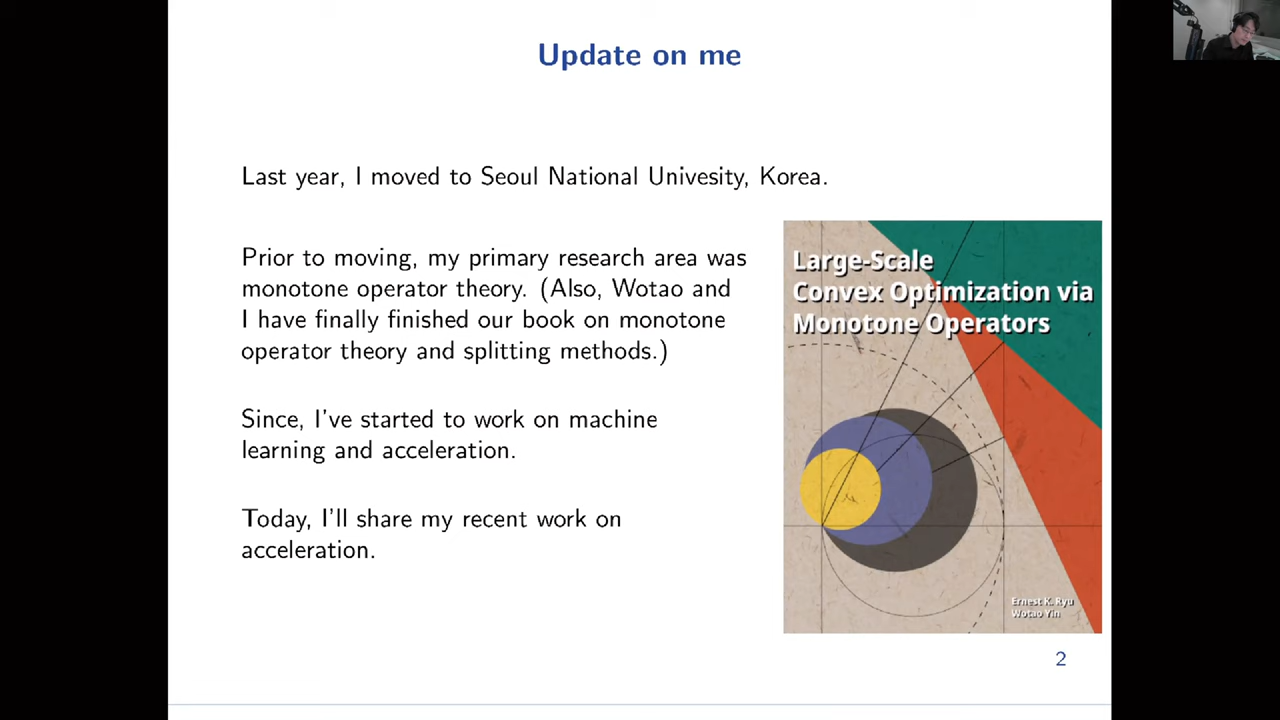 Update on me
Last year, I moved to Seoul National Univesity, Korea.
Prior to moving, my primary research area was
monotone operator theory. (Also, Wotao and
I have finally finished our book on monotone
operator theory and splitting methods.)
Since, I've started to work on machine
learning and acceleration.
Today, I'll share my recent work on
acceleration.
Large-Scale
Convex Optimization via
Monotone Operators
Ernest K. Ryu
Wotao Yin
2